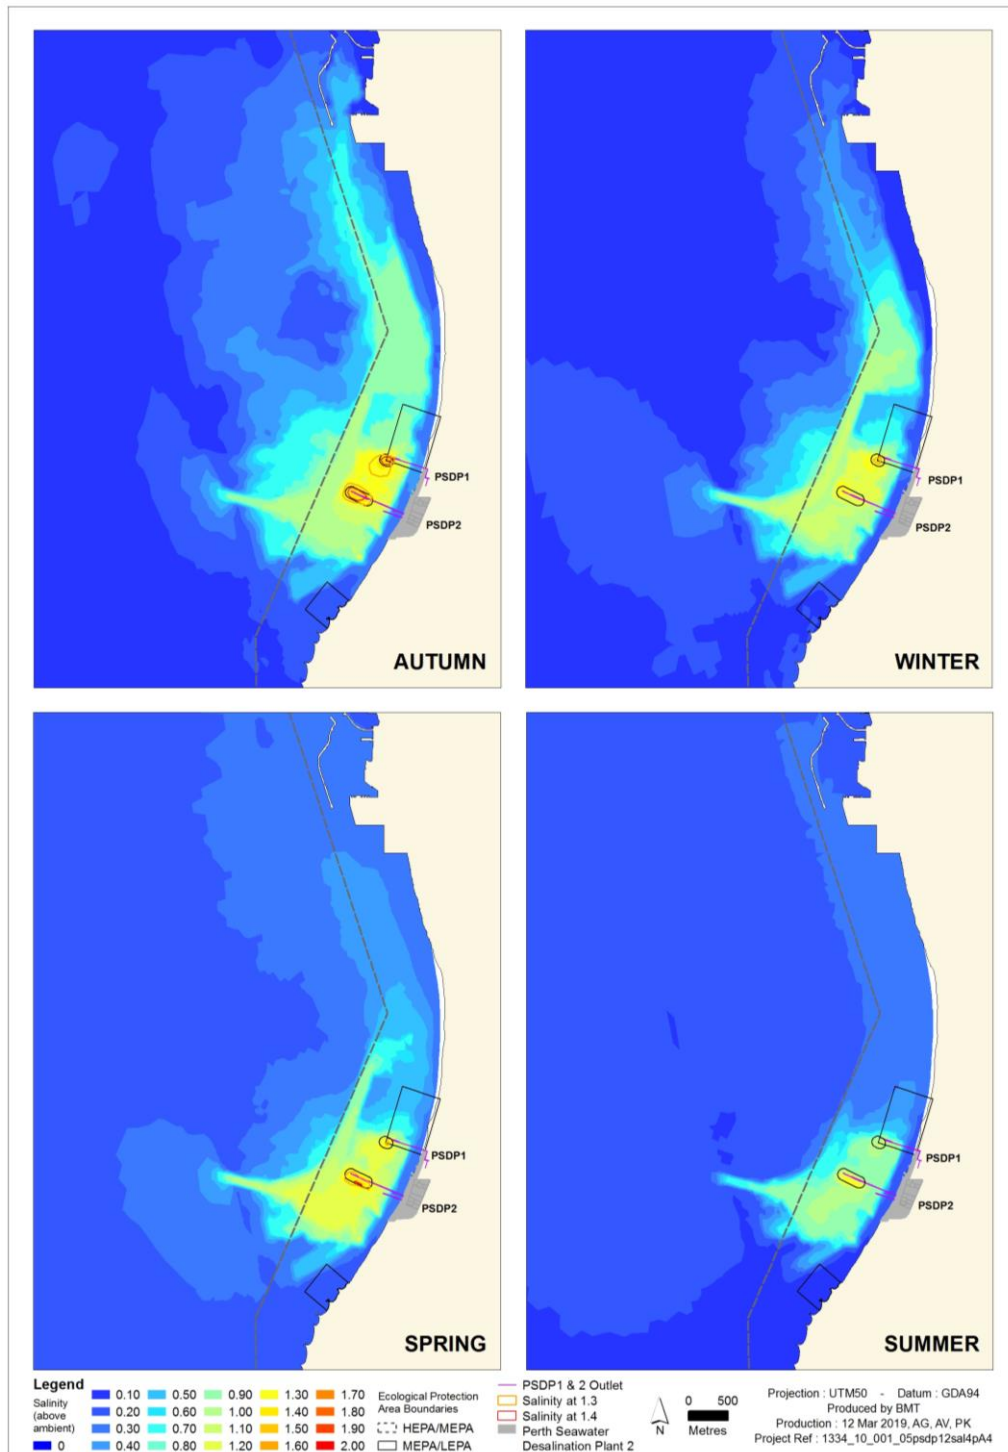 PSDP1
PSDP2
AUTUMN
PSDP1
PSDP2
WINTER
PSDP1
PSDP2
SPRING
PSDP1
PSDP2
SUMMER
Legend
Salinity
(above
ambient)
0
0.10
0.20
0.30
0.40
0.50
0.60
0.70
0.80
0.90
1.00
1.10
1.20
1.30
1.40
1.50
1.60
1.70
1.80
1.90
2.00
Ecological Protection
Area Boundaries
HEPA/MEPA
MEPA/LEPA
PSDP1 & 2 Outlet
Salinity at 1.3
Salinity at 1.4
Perth Seawater
Desalination Plant 2
N
0 500
Metres
Projection : UTM50 - Datum : GDA94
Produced by BMT
Production : 12 Mar 2019, AG, AV, PK
Project Ref : 1334_10_001_05psdp12sal4pA4